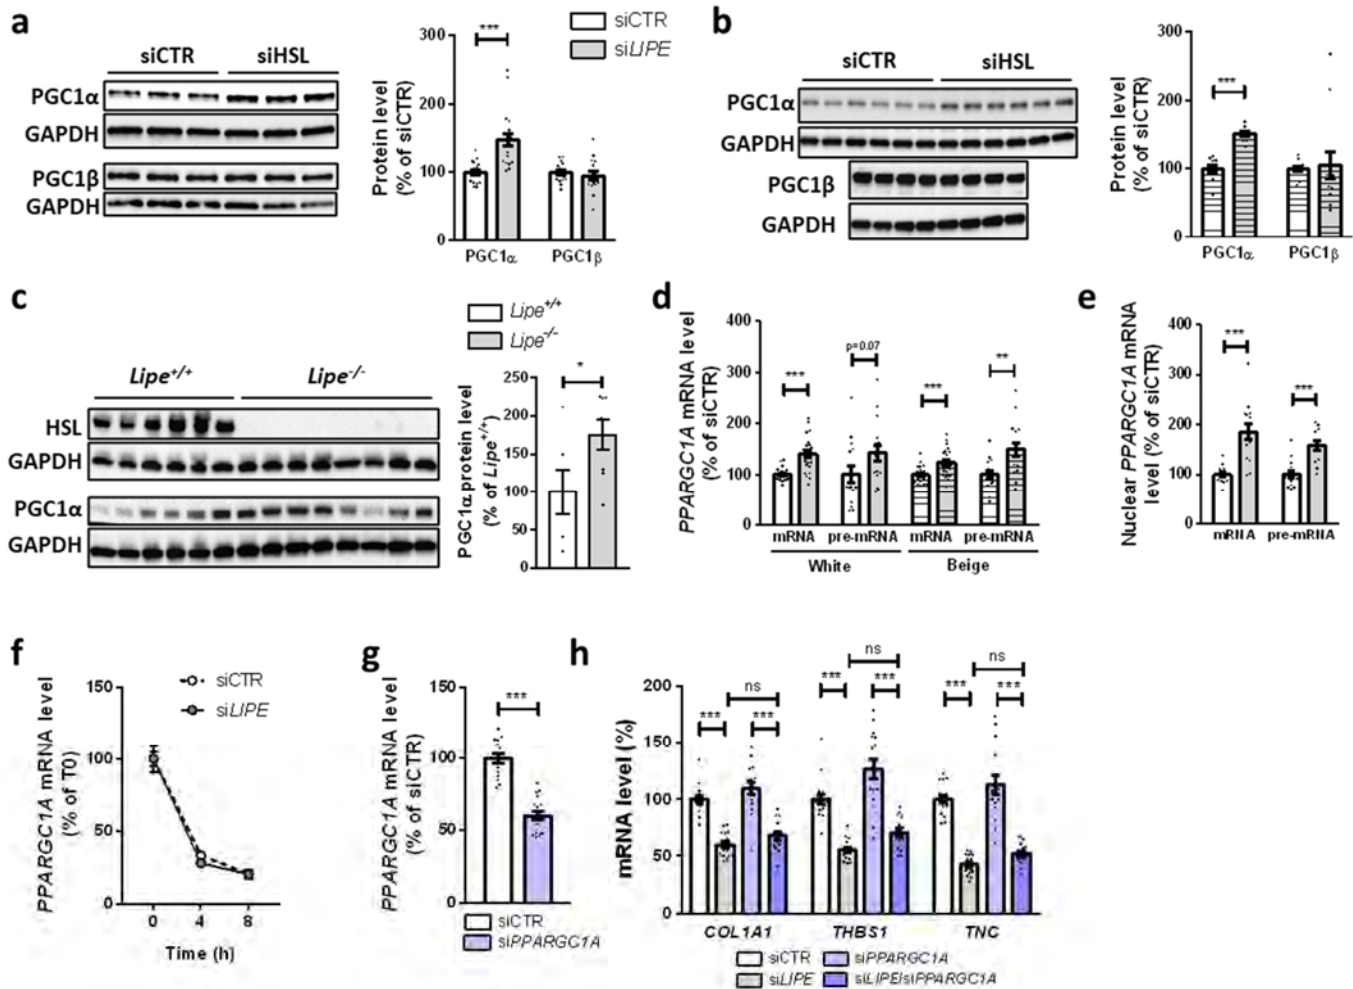 a
siCTR siHSL
PGC1α
GAPDH
PGC1β
GAPDH
Protein level
(% of siCTR)
300
200
100
0
***
PGC1α PGC1β
siCTR
siLIPE
b
siCTR siHSL
PGC1α
GAPDH
PGC1β
GAPDH
Protein level
(% of siCTR)
300
200
100
0
***
PGC1α PGC1β
c
Lipe+/+ Lipe-/-
HSL
GAPDH
PGC1α
GAPDH
Lipe+/+
Lipe-/-
PGC1α protein level
(% of Lipe+/+)
250
200
150
100
50
0
*
d
PPARGC1A mRNA level
(% of siCTR)
400
300
200
100
0
*** p=0.07 *** **
mRNA pre-mRNA mRNA pre-mRNA
White Beige
e
Nuclear PPARGC1A mRNA
level (% of siCTR)
400
300
200
100
0
*** ***
mRNA pre-mRNA
f
PPARGC1A mRNA level
(% of T0)
150
100
50
0
siCTR
siLIPE
0 4 8
Time (h)
g
PPARGC1A mRNA level
(% of siCTR)
150
100
50
0
***
siCTR
siPPARGC1A
h
mRNA level (%)
200
150
100
50
0
ns ns ns
*** *** *** *** *** ***
COL1A1 THBS1 TNC
siCTR siPPARGC1A
siLIPE siLIPE/siPPARGC1A